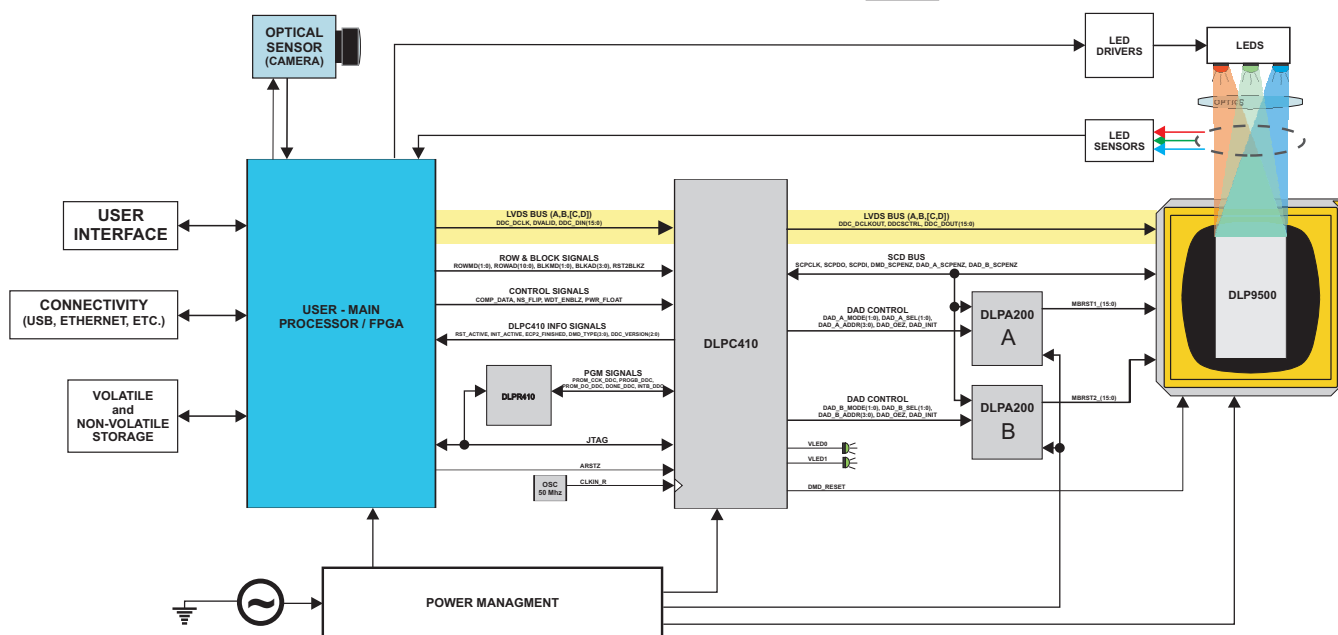 OPTICAL
SENSOR
(CAMERA)
LED
DRIVERS
LEDS
OPTICS
LED
SENSORS
USER
INTERFACE
CONNECTIVITY
(USB, ETHERNET, ETC.)
VOLATILE
and
NON-VOLATILE
STORAGE
USER - MAIN
PROCESSOR / FPGA
LVDS BUS (A,B,[C,D])
DDC_DCLK, DVALID, DDC_DIN(15:0)
ROW & BLOCK SIGNALS
ROWMD(1:0), ROWAD(10:0), BLKMD(1:0), BLKAD(3:0), RST2BLKZ
CONTROL SIGNALS
COMP_DATA, NS_FLIP, WDT_ENBLZ, PWR_FLOAT
DLPC410 INFO SIGNALS
RST_ACTIVE, INIT_ACTIVE, ECP2_FINISHED, DMD_TYPE(3:0), DDC_VERSION(2:0)
PGM SIGNALS
PROM_CCK_DDC, PROGB_DDC,
PROM_DO_DDC, DONE_DDC, INTB_DDC
DLPR410
JTAG
ARSTZ
OSC
50 Mhz
CLKIN_R
DLPC410
LVDS BUS (A,B,[C,D])
DDC_DCLKOUT, DDCSCTRL, DDC_DOUT(15:0)
SCD BUS
SCPCLK, SCPDO, SCPDI, DMD_SCPENZ, DAD_A_SCPENZ, DAD_B_SCPENZ
DAD CONTROL
DAD_A_MODE(1:0), DAD_A_SEL(1:0),
DAD_A_ADDR(3:0), DAD_OEZ, DAD_INIT
DLPA200
A
MBRST1_(15:0)
DAD CONTROL
DAD_B_MODE(1:0), DAD_B_SEL(1:0),
DAD_B_ADDR(3:0), DAD_OEZ, DAD_INIT
DLPA200
B
MBRST2_(15:0)
VLED0
VLED1
DMD_RESET
DLP9500
POWER MANAGMENT